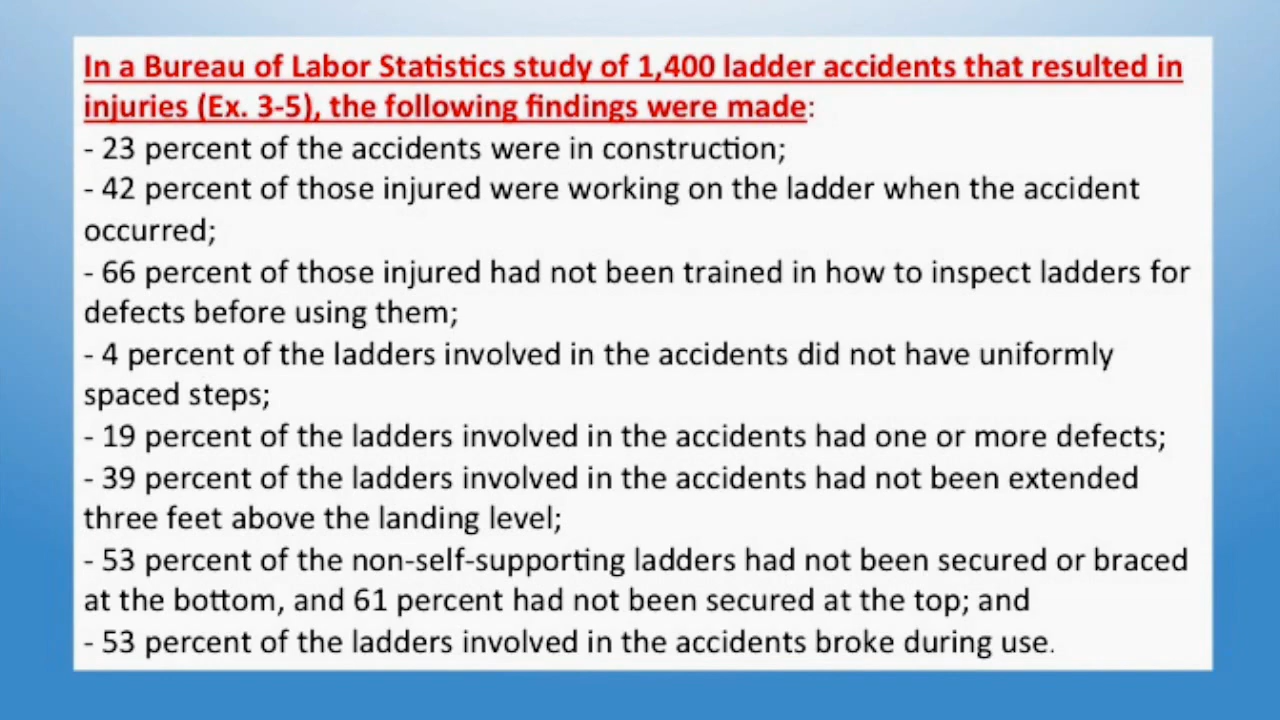 In a Bureau of Labor Statistics study of 1,400 ladder accidents that resulted in
injuries (Ex. 3-5), the following findings were made:
- 23 percent of the accidents were in construction;
- 42 percent of those injured were working on the ladder when the accident
occurred;
- 66 percent of those injured had not been trained in how to inspect ladders for
defects before using them;
- 4 percent of the ladders involved in the accidents did not have uniformly
spaced steps;
- 19 percent of the ladders involved in the accidents had one or more defects;
- 39 percent of the ladders involved in the accidents had not been extended
three feet above the landing level;
- 53 percent of the non-self-supporting ladders had not been secured or braced
at the bottom, and 61 percent had not been secured at the top; and
- 53 percent of the ladders involved in the accidents broke during use.